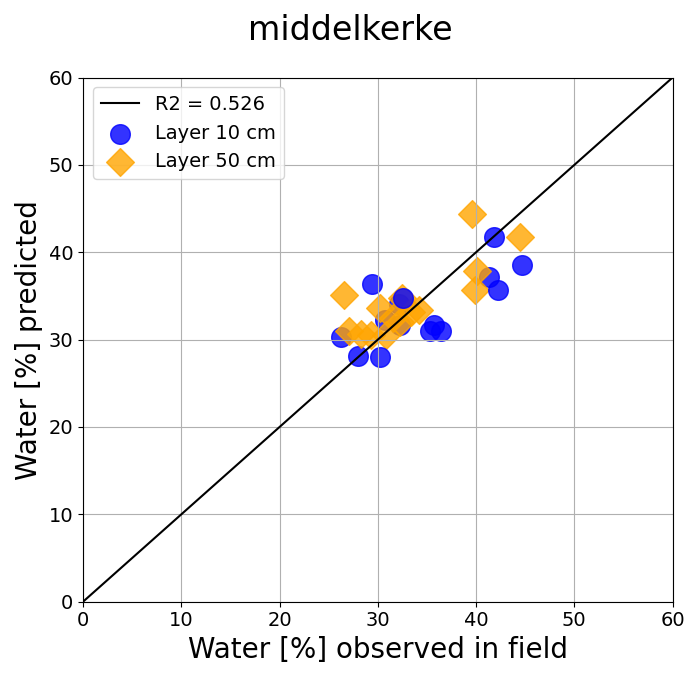 middelkerke
R2 = 0.526
Layer 10 cm
Layer 50 cm
Water [%] predicted
60
50
40
30
20
10
0
0 10 20 30 40 50 60
Water [%] observed in field